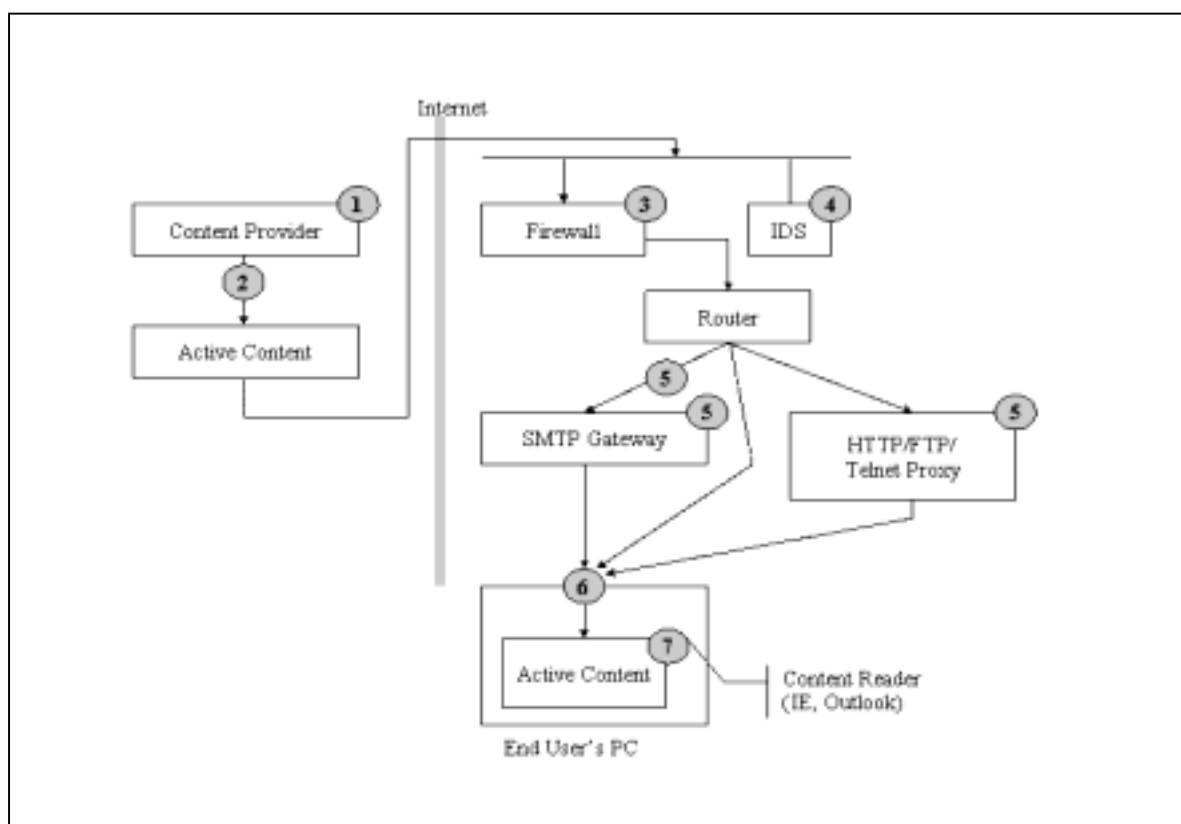 Internet
1
Content Provider
2
Active Content
3
Firewall
4
IDS
Router
5
5
SMTP Gateway
5
HTTP/FTP/
Telnet Proxy
6
7
Active Content
Content Reader
(IE, Outlook)
End User's PC